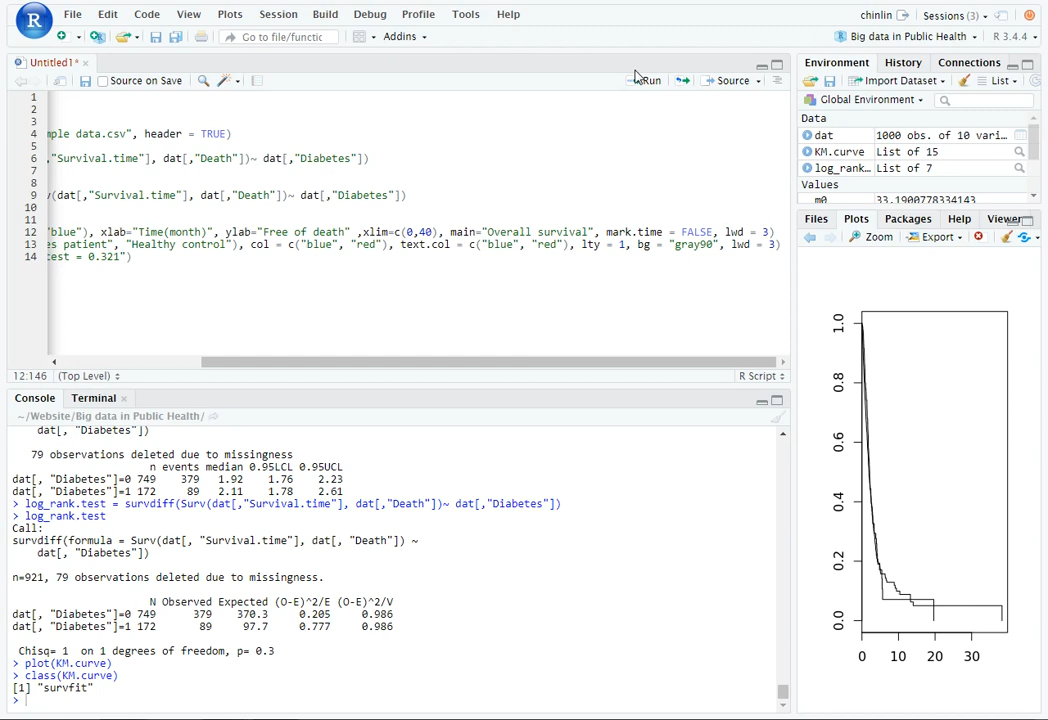 R
File Edit Code View Plots Session Build Debug Profile Tools Help
chinlin Sessions (3)
Go to file/functic Addins
Big data in Public Health R 3.4.4
Untitled1*
Source on Save Run Source
1
2
3
4 mple data.csv", header = TRUE)
5
6 ,"Survival.time"], dat[,"Death"])~ dat[,"Diabetes"])
7
8
9 v(dat[,"Survival.time"], dat[,"Death"])~ dat[,"Diabetes"])
10
11
12 'blue"), xlab="Time(month)", ylab="Free of death" ,xlim=c(0,40), main="Overall survival", mark.time = FALSE, lwd = 3)
13 es patient", "Healthy control"), col = c("blue", "red"), text.col = c("blue", "red"), lty = 1, bg = "gray90", lwd = 3)
14 test = 0.321")
12:146 (Top Level) R Script
Console Terminal
~/Website/Big data in Public Health/
dat[, "Diabetes"])
79 observations deleted due to missingness
n events median 0.95LCL 0.95UCL
dat[, "Diabetes"]=0 749 379 1.92 1.76 2.23
dat[, "Diabetes"]=1 172 89 2.11 1.78 2.61
> log_rank.test = survdiff(Surv(dat[,"Survival.time"], dat[,"Death"])~ dat[,"Diabetes"])
> log_rank.test
Call:
survdiff(formula = Surv(dat[, "Survival.time"], dat[, "Death"]) ~
dat[, "Diabetes"])
n=921, 79 observations deleted due to missingness.
N Observed Expected (O-E)^2/E (O-E)^2/V
dat[, "Diabetes"]=0 749 379 370.3 0.205 0.986
dat[, "Diabetes"]=1 172 89 97.7 0.777 0.986
Chisq= 1 on 1 degrees of freedom, p= 0.3
> plot(KM.curve)
> class(KM.curve)
[1] "survfit"
>
Environment History Connections
Import Dataset List
Global Environment
Data
dat 1000 obs. of 10 vari…
KM.curve List of 15
log_rank… List of 7
Values
m0 33.1900778334143
Files Plots Packages Help Viewer
Zoom Export
1.0
0.8
0.6
0.4
0.2
0.0
0 10 20 30